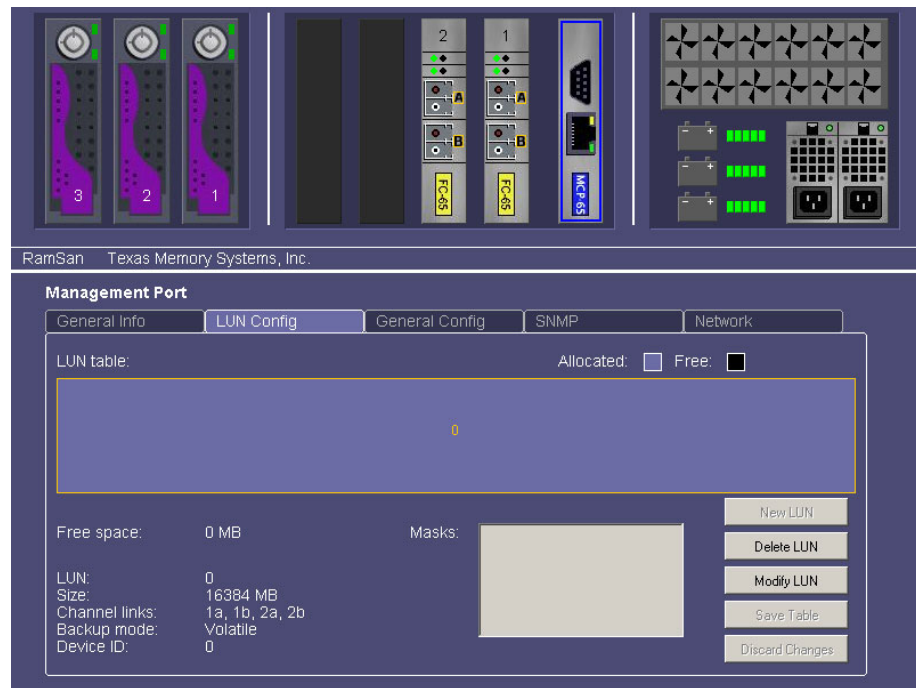 3 2 1
2 1
A A
B B
FC-65 FC-65 MCP-65
- +
- +
- +
RamSan Texas Memory Systems, Inc.
Management Port
General Info LUN Config General Config SNMP Network
LUN table: Allocated: Free:
0
New LUN
Free space: 0 MB Masks:
Delete LUN
LUN: 0
Modify LUN
Size: 16384 MB
Channel links: 1a, 1b, 2a, 2b
Save Table
Backup mode: Volatile
Device ID: 0
Discard Changes